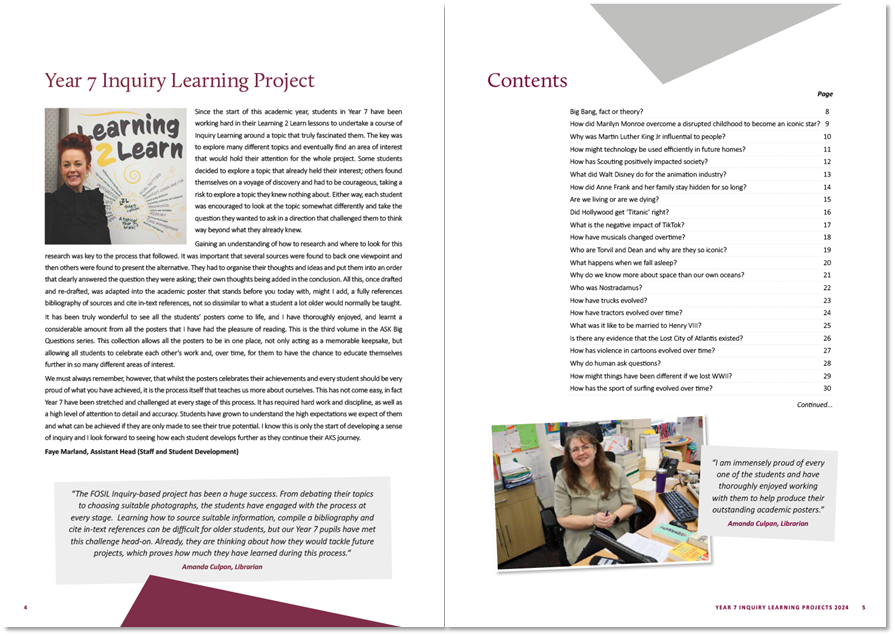 Year 7 Inquiry Learning Project
Learning
2 Learn
Since the start of this academic year, students in Year 7 have been
working hard in their Learning 2 Learn lessons to undertake a course of
Inquiry Learning around a topic that truly fascinated them. The key was
to explore many different topics and eventually find an area of interest
that would hold their attention for the whole project. Some students
decided to explore a topic that already held their interest; others found
themselves on a voyage of discovery and had to be courageous, taking a
risk to explore a topic they knew nothing about. Either way, each student
was encouraged to look at the topic somewhat differently and take the
question they wanted to ask in a direction that challenged them to think
way beyond what they already knew.
Gaining an understanding of how to research and where to look for this
research was key to the process that followed. It was important that several sources were found to back one viewpoint and
then others were found to present the alternative. They had to organise their thoughts and ideas and put them into an order
that clearly answered the question they were asking; their own thoughts being added in the conclusion. All this, once drafted
and re-drafted, was adapted into the academic poster that stands before you today with, might I add, a fully references
bibliography of sources and cite in-text references, not so dissimilar to what a student a lot older would normally be taught.
It has been truly wonderful to see all the students' posters come to life, and I have thoroughly enjoyed, and learnt a
considerable amount from all the posters that I have had the pleasure of reading. This is the third volume in the ASK Big
Questions series. This collection allows all the posters to be in one place, not only acting as a memorable keepsake, but
allowing all students to celebrate each other's work and, over time, for them to have the chance to educate themselves
further in so many different areas of interest.
We must always remember, however, that whilst the posters celebrates their achievements and every student should be very
proud of what you have achieved, it is the process itself that teaches us more about ourselves. This has not come easy, in fact
Year 7 have been stretched and challenged at every stage of this process. It has required hard work and discipline, as well as
a high level of attention to detail and accuracy. Students have grown to understand the high expectations we expect of them
and what can be achieved if they are only made to see their true potential. I know this is only the start of developing a sense
of inquiry and I look forward to seeing how each student develops further as they continue their AKS journey.
Faye Marland, Assistant Head (Staff and Student Development)
"The FOSIL Inquiry-based project has been a huge success. From debating their topics
to choosing suitable photographs, the students have engaged with the process at
every stage. Learning how to source suitable information, compile a bibliography and
cite in-text references can be difficult for older students, but our Year 7 pupils have met
this challenge head-on. Already, they are thinking about how they would tackle future
projects, which proves how much they have learned during this process."
Amanda Culpan, Librarian
4
Contents
Page
Big Bang, fact or theory? 8
How did Marilyn Monroe overcome a disrupted childhood to become an iconic star? 9
Why was Martin Luther King Jr influential to people? 10
How might technology be used efficiently in future homes? 11
How has Scouting positively impacted society? 12
What did Walt Disney do for the animation industry? 13
How did Anne Frank and her family stay hidden for so long? 14
Are we living or are we dying? 15
Did Hollywood get 'Titanic' right? 16
What is the negative impact of TikTok? 17
How have musicals changed overtime? 18
Who are Torvil and Dean and why are they so iconic? 19
What happens when we fall asleep? 20
Why do we know more about space than our own oceans? 21
Who was Nostradamus? 22
How have trucks evolved? 23
How have tractors evolved over time? 24
What was it like to be married to Henry VIII? 25
Is there any evidence that the Lost City of Atlantis existed? 26
How has violence in cartoons evolved over time? 27
Why do human ask questions? 28
How might things have been different if we lost WWII? 29
How has the sport of surfing evolved over time? 30
Continued...
"I am immensely proud of every
one of the students and have
thoroughly enjoyed working
with them to help produce their
outstanding academic posters."
Amanda Culpan, Librarian
YEAR 7 INQUIRY LEARNING PROJECTS 2024 5